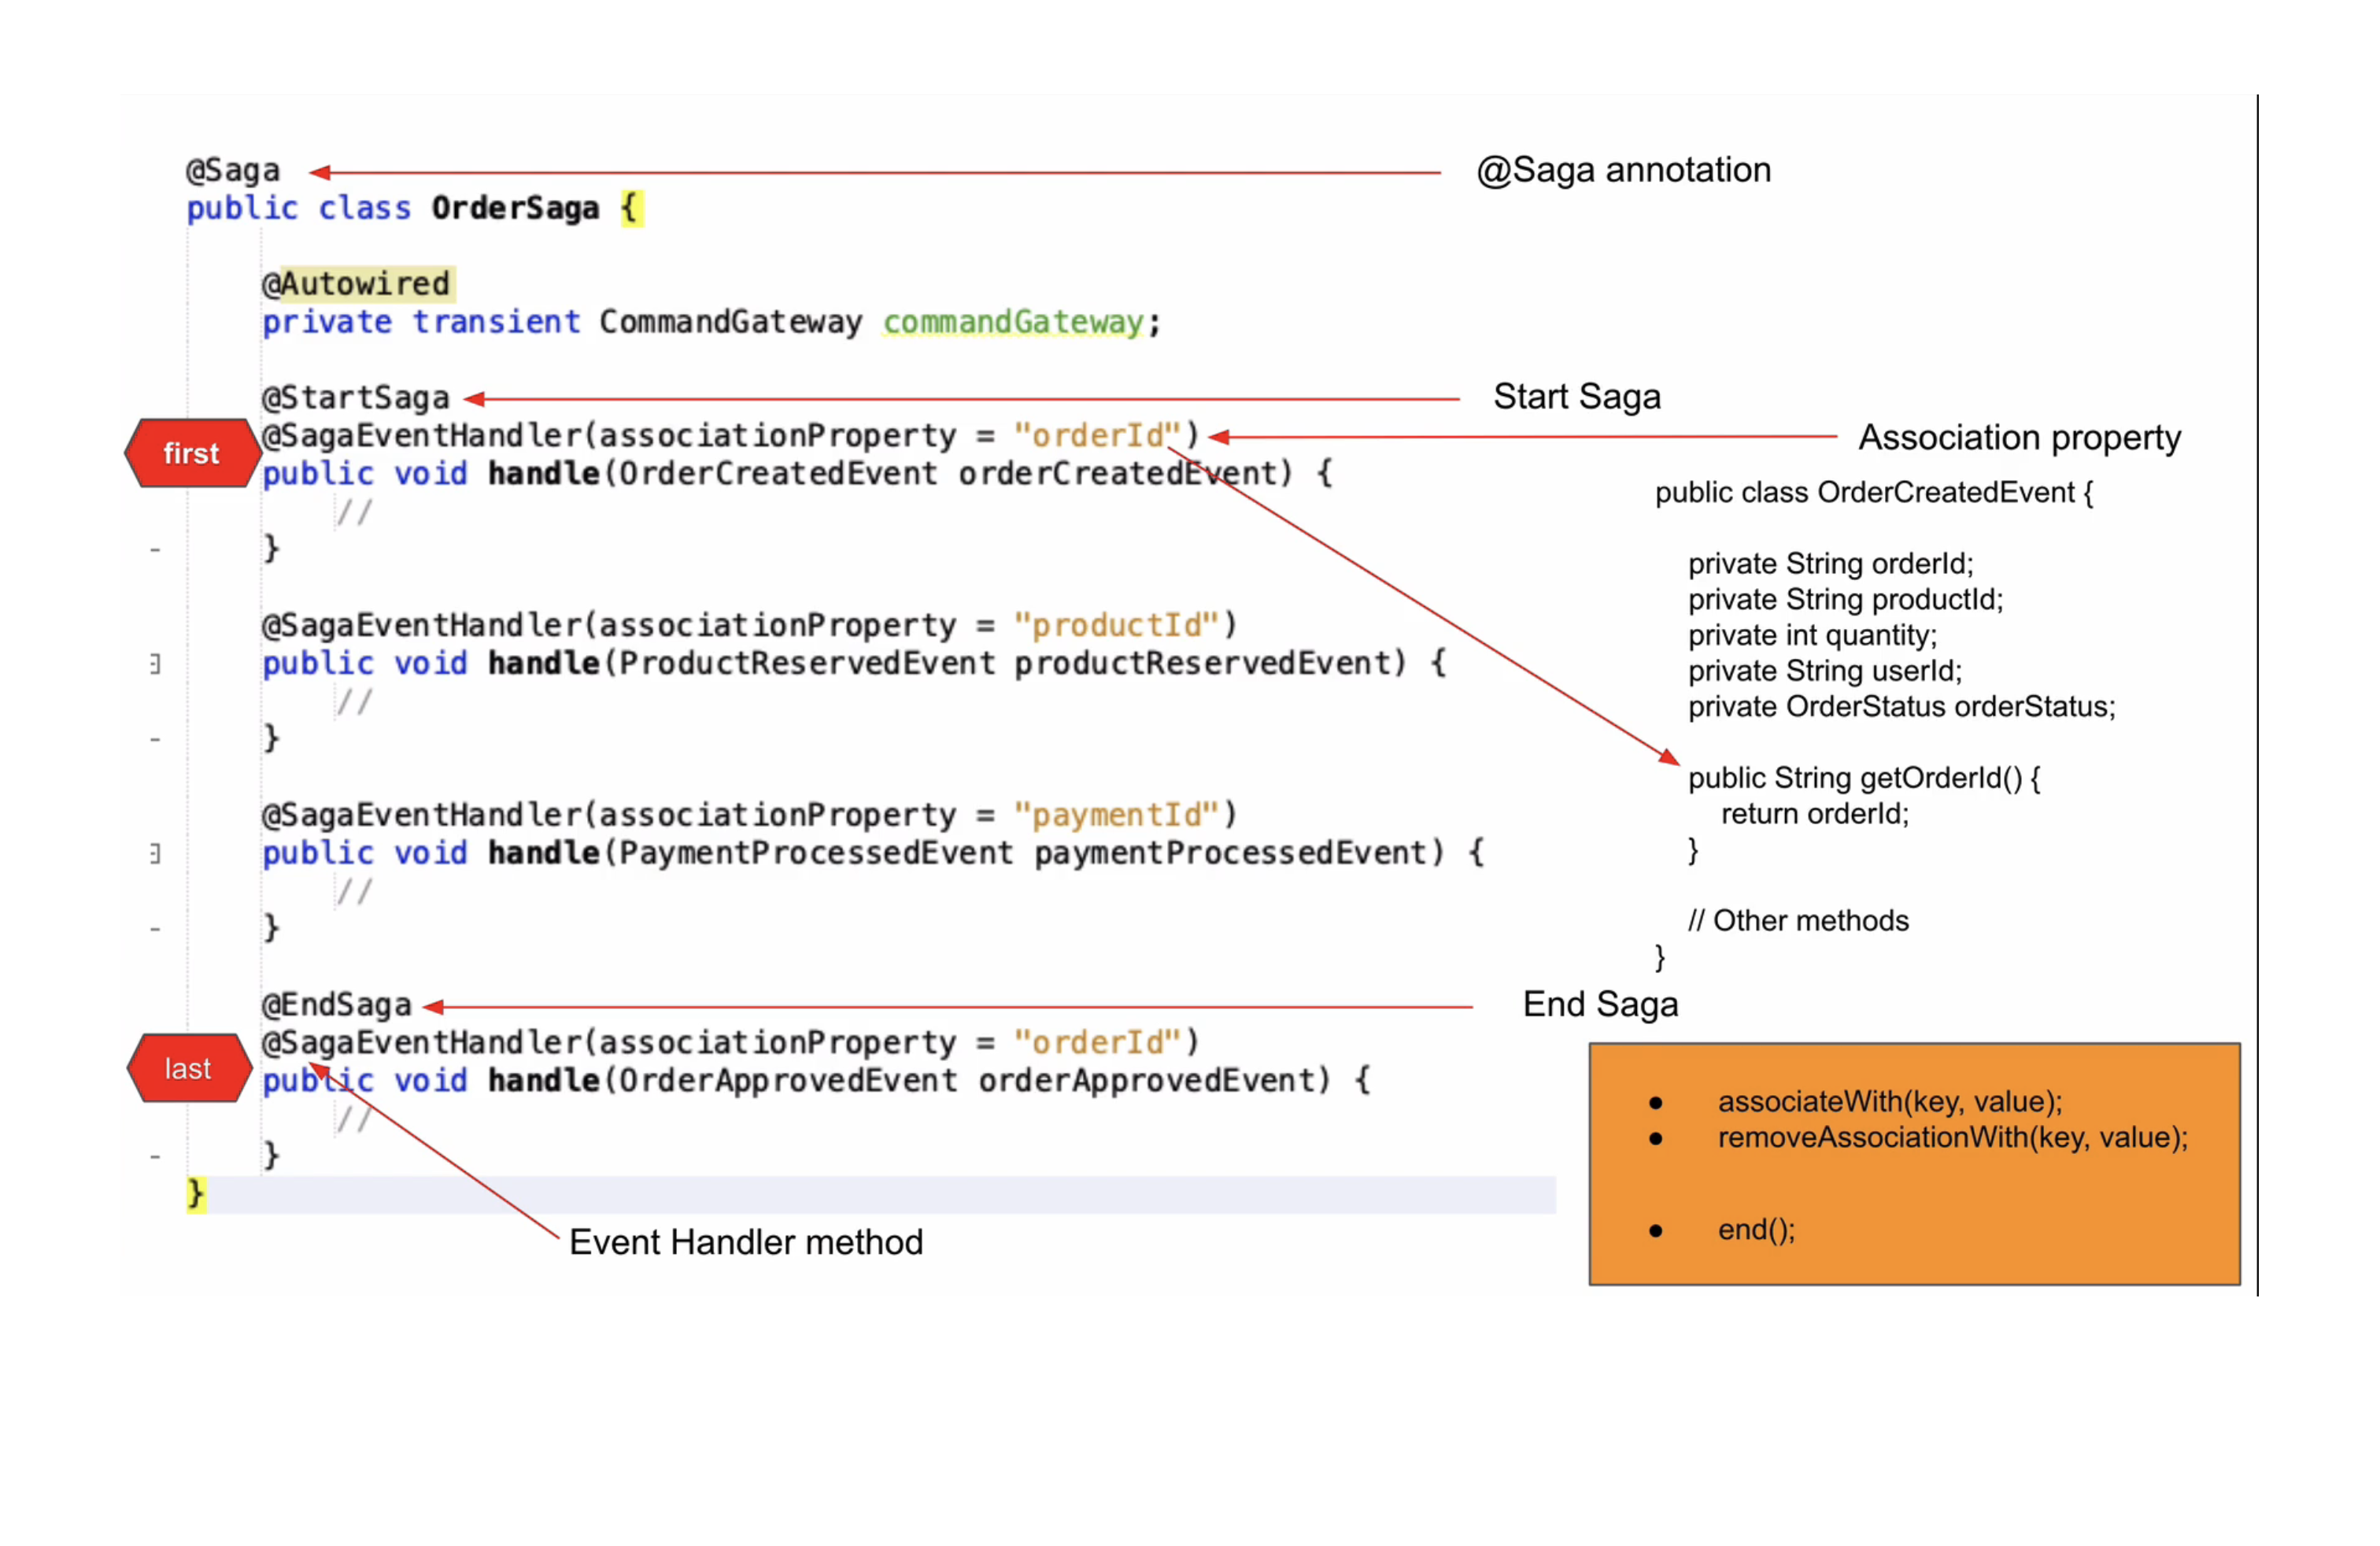 @Saga
public class OrderSaga {
@Autowired
private transient CommandGateway commandGateway;
@StartSaga
@SagaEventHandler(associationProperty = "orderId")
public void handle(OrderCreatedEvent orderCreatedEvent) {
//
}
@SagaEventHandler(associationProperty = "productId")
public void handle(ProductReservedEvent productReservedEvent) {
//
}
@SagaEventHandler(associationProperty = "paymentId")
public void handle(PaymentProcessedEvent paymentProcessedEvent) {
//
}
@EndSaga
@SagaEventHandler(associationProperty = "orderId")
public void handle(OrderApprovedEvent orderApprovedEvent) {
//
}
}
first
last
Event Handler method
@Saga annotation
Start Saga
Association property
public class OrderCreatedEvent {
private String orderId;
private String productId;
private int quantity;
private String userId;
private OrderStatus orderStatus;
public String getOrderId() {
return orderId;
}
// Other methods
}
End Saga
● associateWith(key, value);
● removeAssociationWith(key, value);
● end();